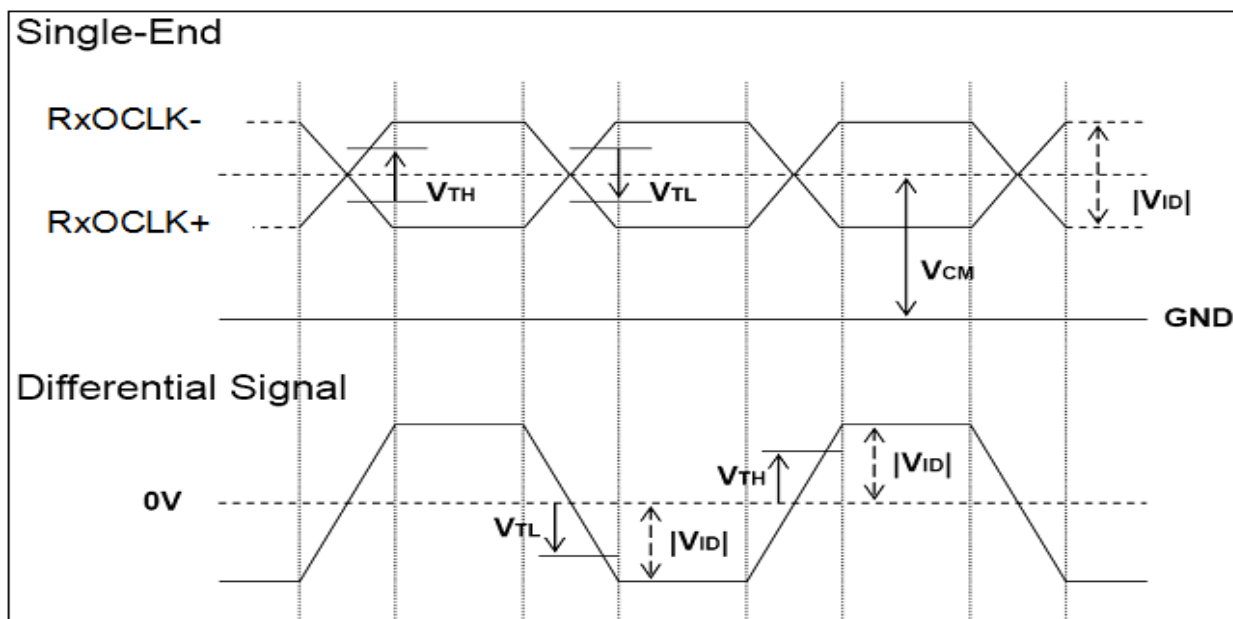 Single-End
RxOCLK-
VTH
VTL
|VID|
RxOCLK+
VCM
GND
Differential Signal
VTH
|VID|
0V
VTL
|VID|